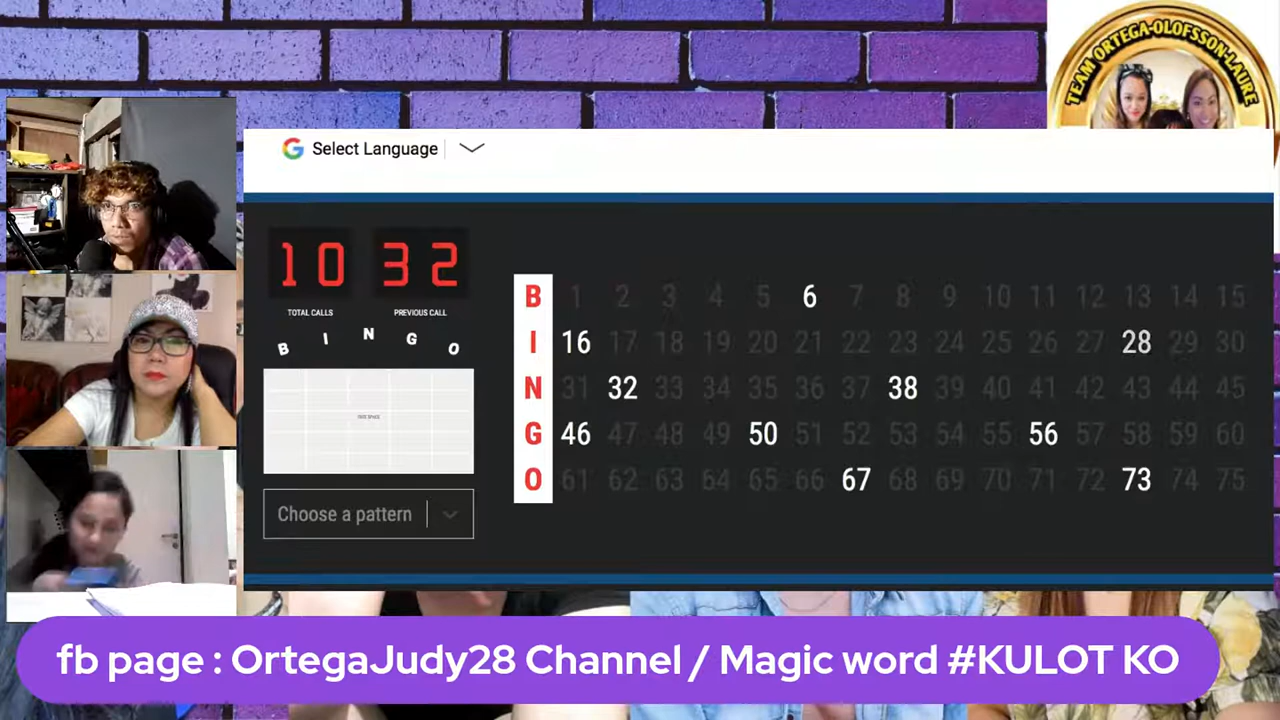 TEAM ORTEGA-OLOFSSON-LAURE
Select Language
10 32
TOTAL CALLS PREVIOUS CALL
B I N G O
FREE SPACE
Choose a pattern
B 1 2 3 4 5 6 7 8 9 10 11 12 13 14 15
I 16 17 18 19 20 21 22 23 24 25 26 27 28 29 30
N 31 32 33 34 35 36 37 38 39 40 41 42 43 44 45
G 46 47 48 49 50 51 52 53 54 55 56 57 58 59 60
O 61 62 63 64 65 66 67 68 69 70 71 72 73 74 75
fb page : OrtegaJudy28 Channel / Magic word #KULOT KO